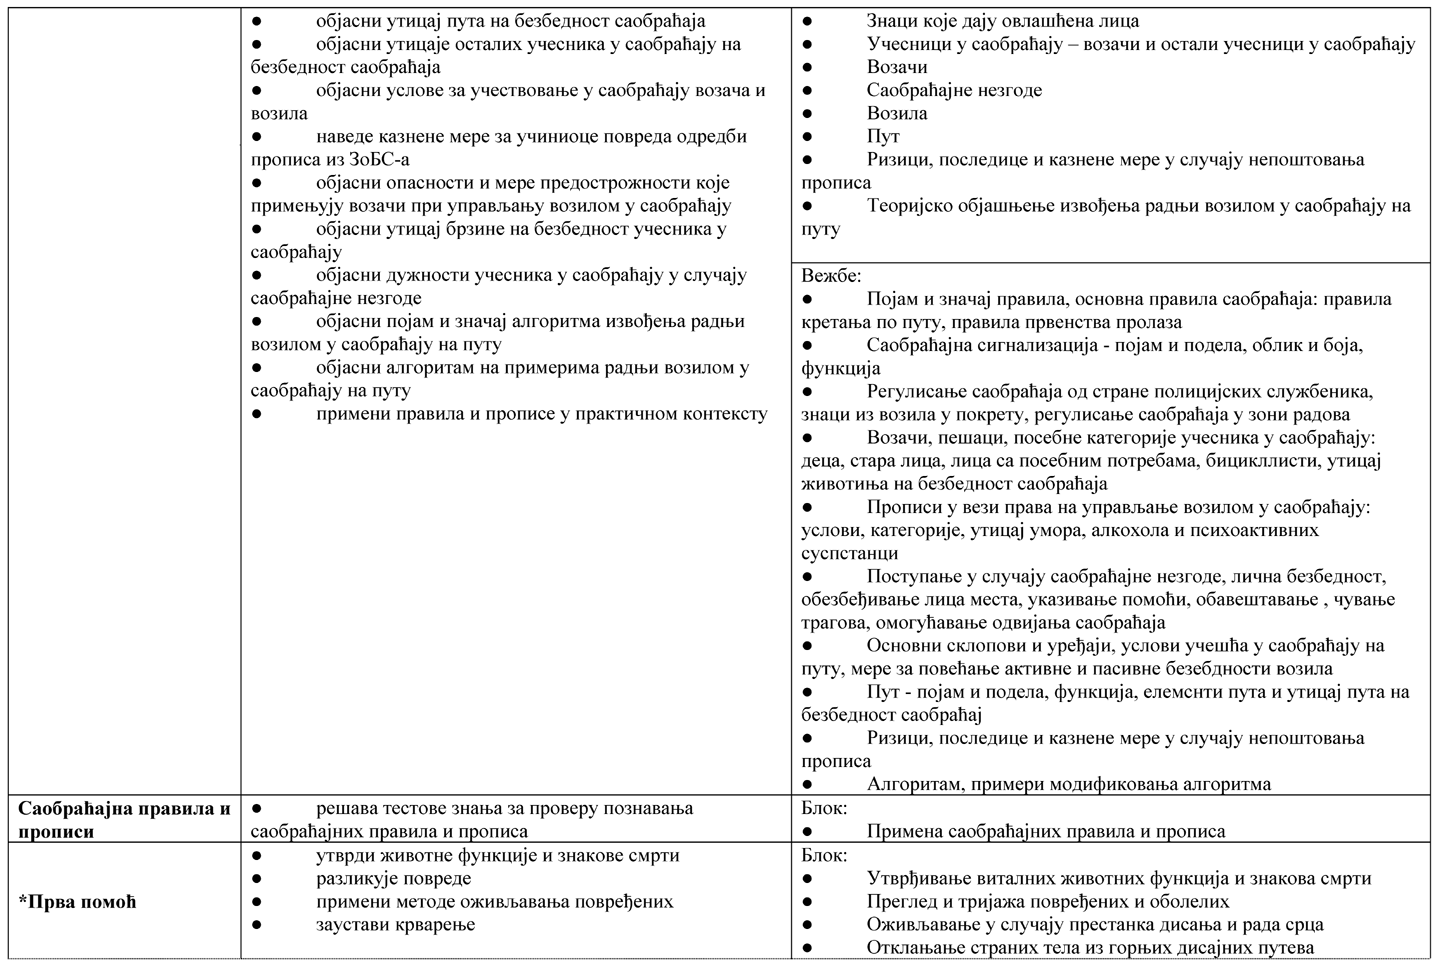 ● објасни утицај пута на безбедност саобраћаја
● објасни утицаје осталих учесника у саобраћају на
безбедност саобраћаја
● објасни услове за учествовање у саобраћају возача и
возила
● наведе казнене мере за учиниоце повреда одредби
прописа из ЗоБС-а
● објасни опасности и мере предострожности које
примењују возачи при управљању возилом у саобраћају
● објасни утицај брзине на безбедност учесника у
саобраћају
● објасни дужности учесника у саобраћају у случају
саобраћајне незгоде
● објасни појам и значај алгоритма извођења радњи
возилом у саобраћају на путу
● објасни алгоритам на примерима радњи возилом у
саобраћају на путу
● примени правила и прописе у практичном контексту
● Знаци које дају овлашћена лица
● Учесници у саобраћају – возачи и остали учесници у саобраћају
● Возачи
● Саобраћајне незгоде
● Возила
● Пут
● Ризици, последице и казнене мере у случају непоштовања
прописа
● Теоријско објашњење извођења радњи возилом у саобраћају на
путу
Вежбе:
● Појам и значај правила, основна правила саобраћаја: правила
кретања по путу, правила првенства пролаза
● Саобраћајна сигнализација - појам и подела, облик и боја,
функција
● Регулисање саобраћаја од стране полицијских службеника,
знаци из возила у покрету, регулисање саобраћаја у зони радова
● Возачи, пешаци, посебне категорије учесника у саобраћају:
деца, стара лица, лица са посебним потребама, бициклласти, утицај
животиња на безбедност саобраћаја
● Прописи у вези права на управљање возилом у саобраћају:
услови, категорије, утицај умора, алкохола и психоактивних
суспстанци
● Поступање у случају саобраћајне незгоде, лична безбедност,
обезбеђивање лица места, указивање помоћи, обавештавање , чување
трагова, омогућавање одвијања саобраћаја
● Основни склопови и уређаји, услови учешћа у саобраћају на
путу, мере за повећање активне и пасивне безебдности возила
● Пут - појам и подела, функција, елемснти пута и утицај пута на
безбедност саобраћај
● Ризици, последице и казнене мере у случају непоштовања
прописа
● Алгоритам, примери модификовања алгоритма
Саобраћајна правила и
прописи
● решава тестове знања за проверу познавања
саобраћајних правила и прописа
Блок:
● Примена саобраћајних правила и прописа
*Прва помоћ
● утврди животне функције и знакове смрти
● разликује повреде
● примени методе оживљавања повређених
● заустави крварење
Блок:
● Утврђивање виталних животних функција и знакова смрти
● Преглед и тријажа повређених и оболелих
● Оживљавање у случају престанка дисања и рада срца
● Отклањање страних тела из горњих дисајних путева